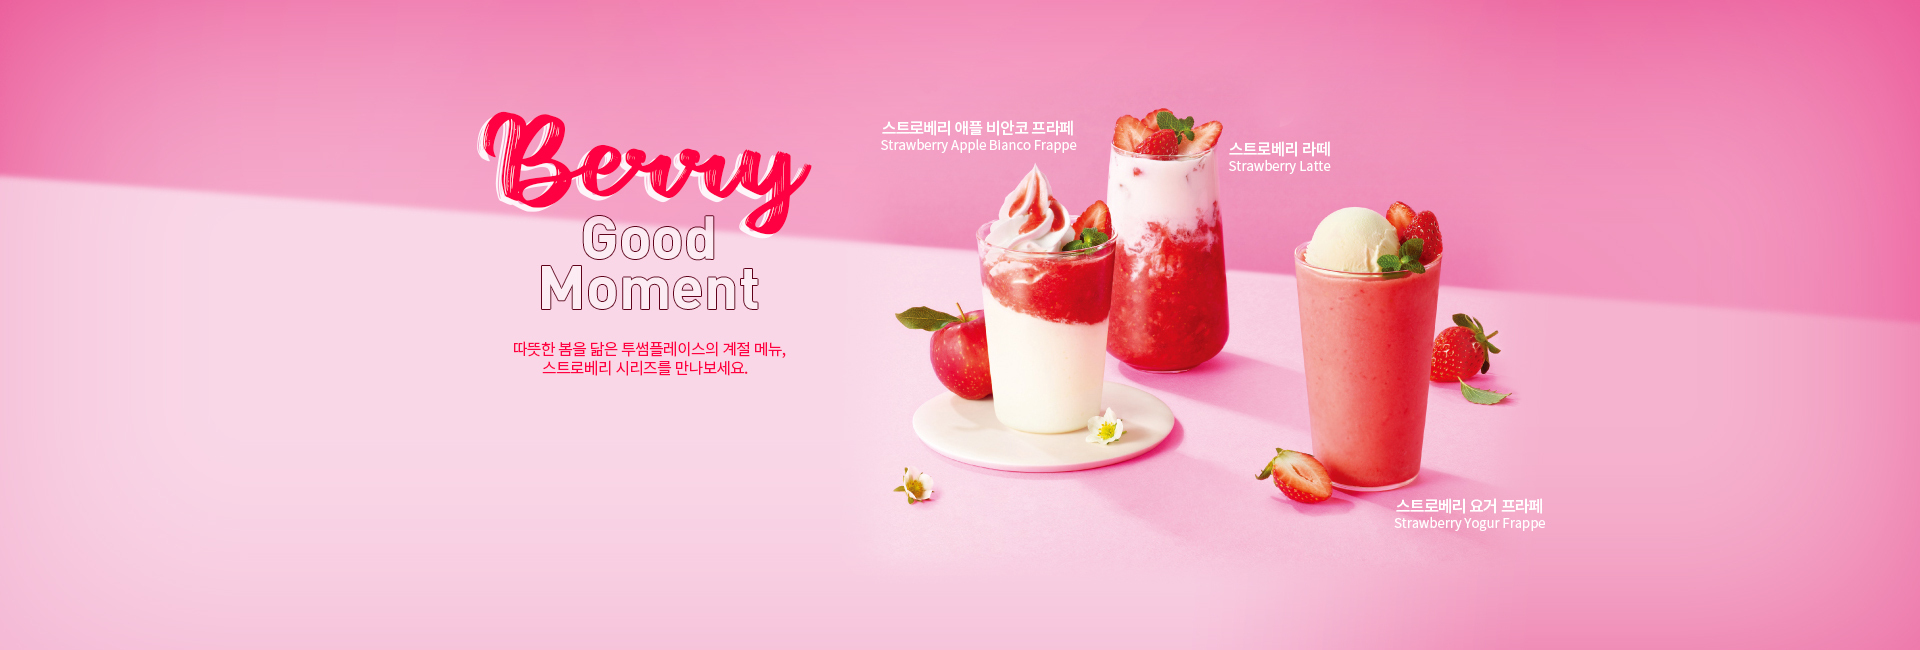 Berry
Good
Moment
따뜻한 봄을 닮은 투썸플레이스의 계절 메뉴,
스트로베리 시리즈를 만나보세요.
스트로베리 애플 비안코 프라페
Strawberry Apple Bianco Frappe
스트로베리 라떼
Strawberry Latte
스트로베리 요거 프라페
Strawberry Yogur Frappe